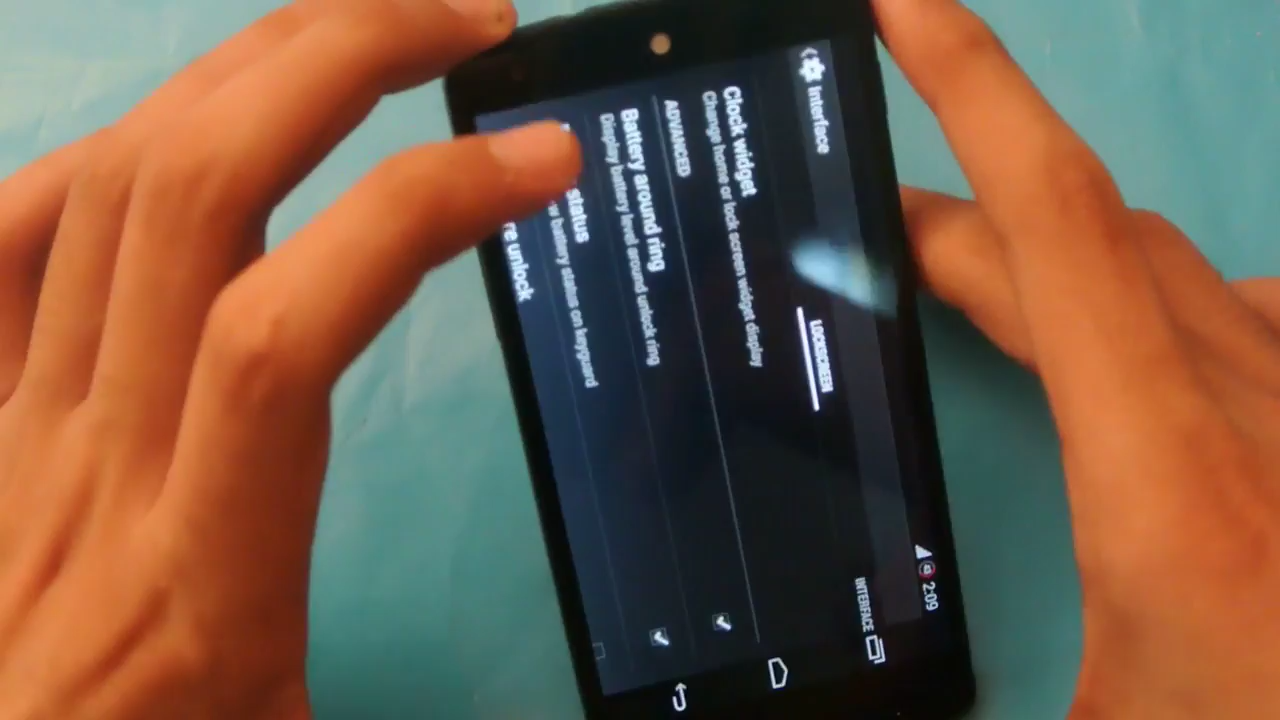 2:09
Interface
LOCKSCREEN
INTERFACE
Clock widget
Change home or lock screen widget display
ADVANCED
Battery around ring
Display battery level around unlock ring
status
battery status on keyguard
unlock